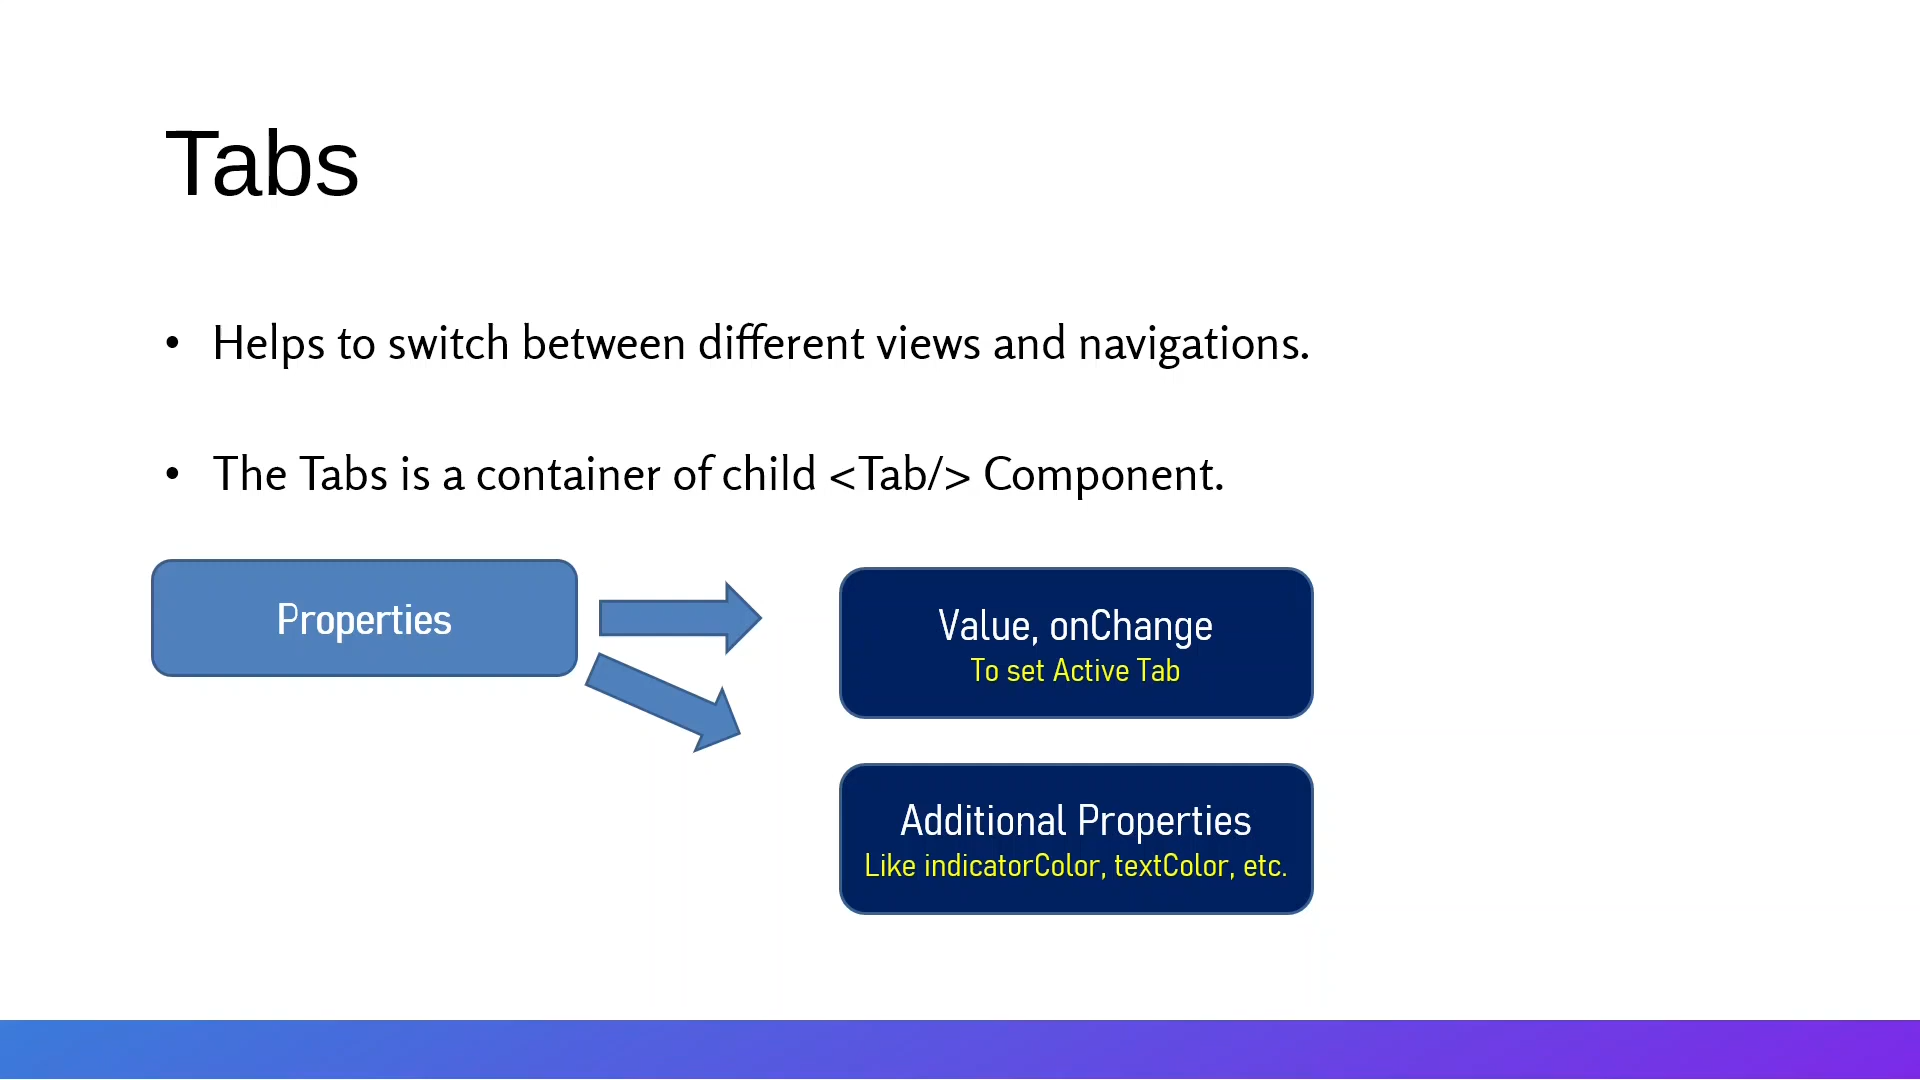 Tabs
• Helps to switch between different views and navigations.
• The Tabs is a container of child <Tab/> Component.
Properties
Value, onChange
To set Active Tab
Additional Properties
Like indicatorColor, textColor, etc.